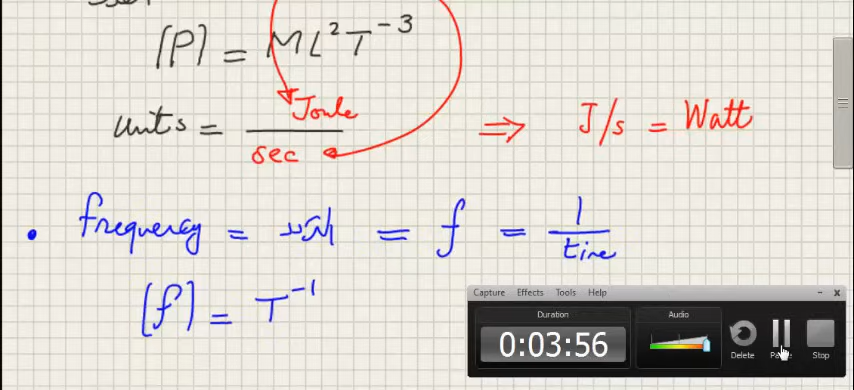 [P] = ML²T⁻³
units = Joule / sec ⇒ J/s = Watt
• frequency = تردد = f = 1 / time
[f] = T⁻¹
Capture Effects Tools Help
Duration Audio
0:03:56
Delete Stop